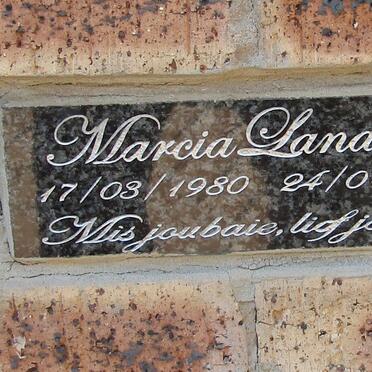 Marcia Lana
17/03/1980 24/0
Mis joubaie, lief jo